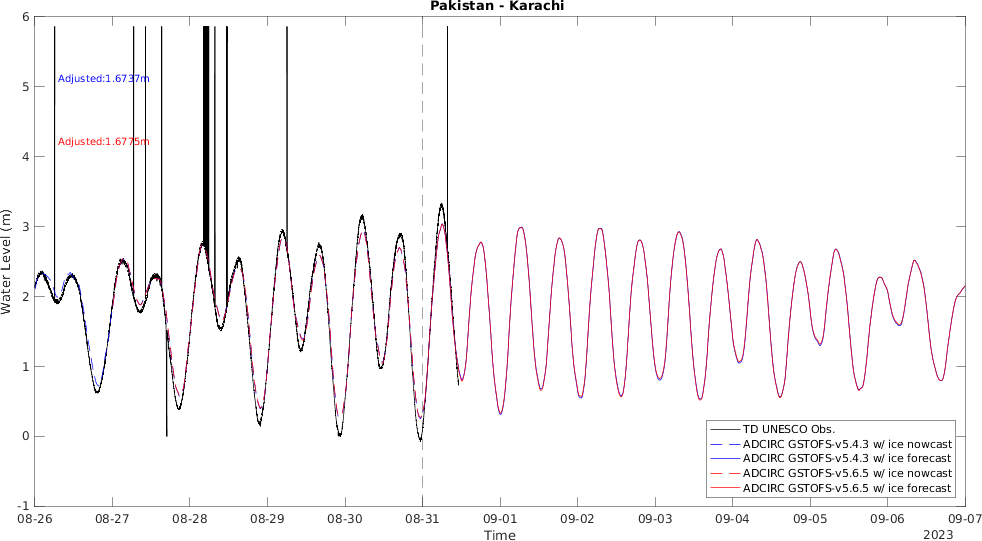 Pakistan - Karachi
6
5
4
3
2
1
0
-1
Water Level (m)
Adjusted:1.6737m
Adjusted:1.6775m
TD UNESCO Obs.
ADCIRC GSTOFS-v5.4.3 w/ ice nowcast
ADCIRC GSTOFS-v5.4.3 w/ ice forecast
ADCIRC GSTOFS-v5.6.5 w/ ice nowcast
ADCIRC GSTOFS-v5.6.5 w/ ice forecast
08-26 08-27 08-28 08-29 08-30 08-31 09-01 09-02 09-03 09-04 09-05 09-06 09-07
Time
2023